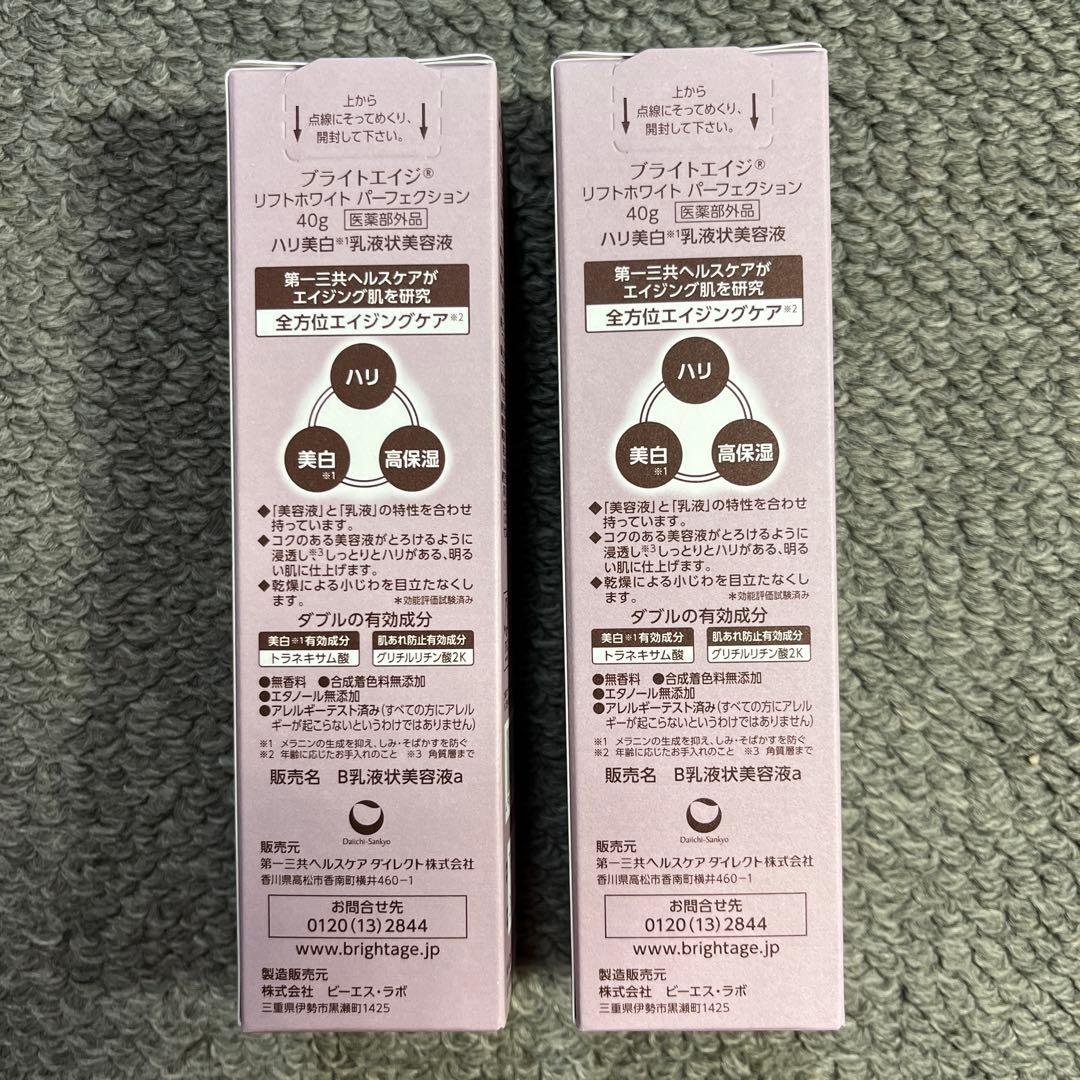 上から
点線にそってめくり、
開封して下さい。
ブライトエイジ®
リフトホワイト パーフェクション
40g 医薬部外品
ハリ美白※1乳液状美容液
第一三共ヘルスケアが
エイジング肌を研究
全方位エイジングケア※2
ハリ
美白※1
高保湿
◆「美容液」と「乳液」の特性を合わせ
持っています。
◆コクのある美容液がとろけるように
浸透し、※3しっとりとハリがある、明る
い肌に仕上げます。
◆乾燥による小じわを目立たなくし
ます。 *効能評価試験済み
ダブルの有効成分
美白※1有効成分 肌あれ防止有効成分
トラネキサム酸 グリチルリチン酸2K
●無香料 ●合成着色料無添加
●エタノール無添加
●アレルギーテスト済み(すべての方にアレル
ギーが起こらないというわけではありません)
※1 メラニンの生成を抑え、しみ・そばかすを防ぐ
※2 年齢に応じたお手入れのこと ※3 角質層まで
販売名 B乳液状美容液a
Daiichi-Sankyo
販売元
第一三共ヘルスケア ダイレクト株式会社
香川県高松市香南町横井460-1
お問合せ先
0120(13)2844
www.brightage.jp
製造販売元
株式会社 ビーエス・ラボ
三重県伊勢市黒瀬町1425
上から
点線にそってめくり、
開封して下さい。
ブライトエイジ®
リフトホワイト パーフェクション
40g 医薬部外品
ハリ美白※1乳液状美容液
第一三共ヘルスケアが
エイジング肌を研究
全方位エイジングケア※2
ハリ
美白※1
高保湿
◆「美容液」と「乳液」の特性を合わせ
持っています。
◆コクのある美容液がとろけるように
浸透し、※3しっとりとハリがある、明る
い肌に仕上げます。
◆乾燥による小じわを目立たなくし
ます。 *効能評価試験済み
ダブルの有効成分
美白※1有効成分 肌あれ防止有効成分
トラネキサム酸 グリチルリチン酸2K
●無香料 ●合成着色料無添加
●エタノール無添加
●アレルギーテスト済み(すべての方にアレル
ギーが起こらないというわけではありません)
※1 メラニンの生成を抑え、しみ・そばかすを防ぐ
※2 年齢に応じたお手入れのこと ※3 角質層まで
販売名 B乳液状美容液a
Daiichi-Sankyo
販売元
第一三共ヘルスケア ダイレクト株式会社
香川県高松市香南町横井460-1
お問合せ先
0120(13)2844
www.brightage.jp
製造販売元
株式会社 ビーエス・ラボ
三重県伊勢市黒瀬町1425